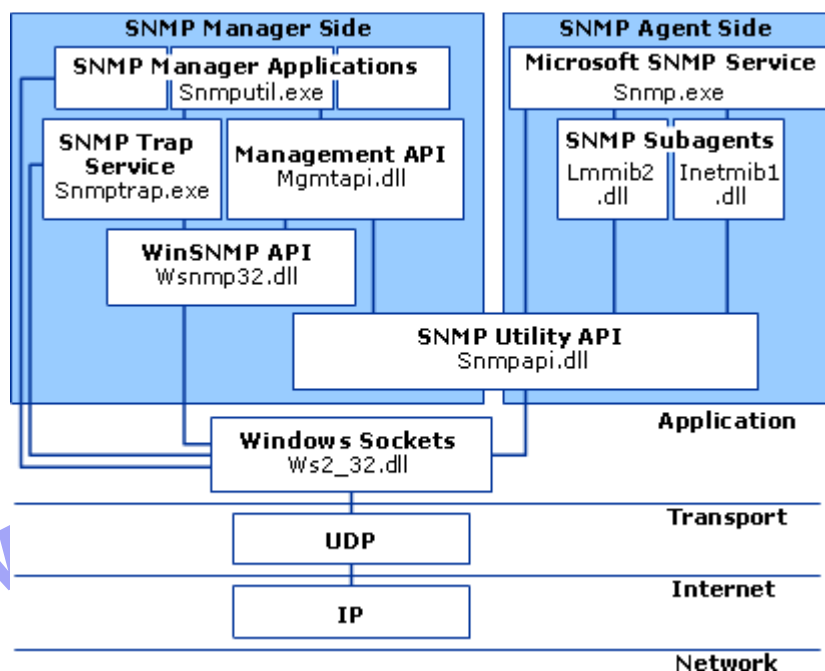 SNMP Manager Side
SNMP Agent Side
SNMP Manager Applications
Snmputil.exe
Microsoft SNMP Service
Snmp.exe
SNMP Trap
Service
Snmptrap.exe
Management API
Mgmtapi.dll
SNMP Subagents
Lmmib2
.dll
Inetmib1
.dll
WinSNMP API
Wsnmp32.dll
SNMP Utility API
Snmpapi.dll
Application
Windows Sockets
Ws2_32.dll
Transport
UDP
Internet
IP
Network